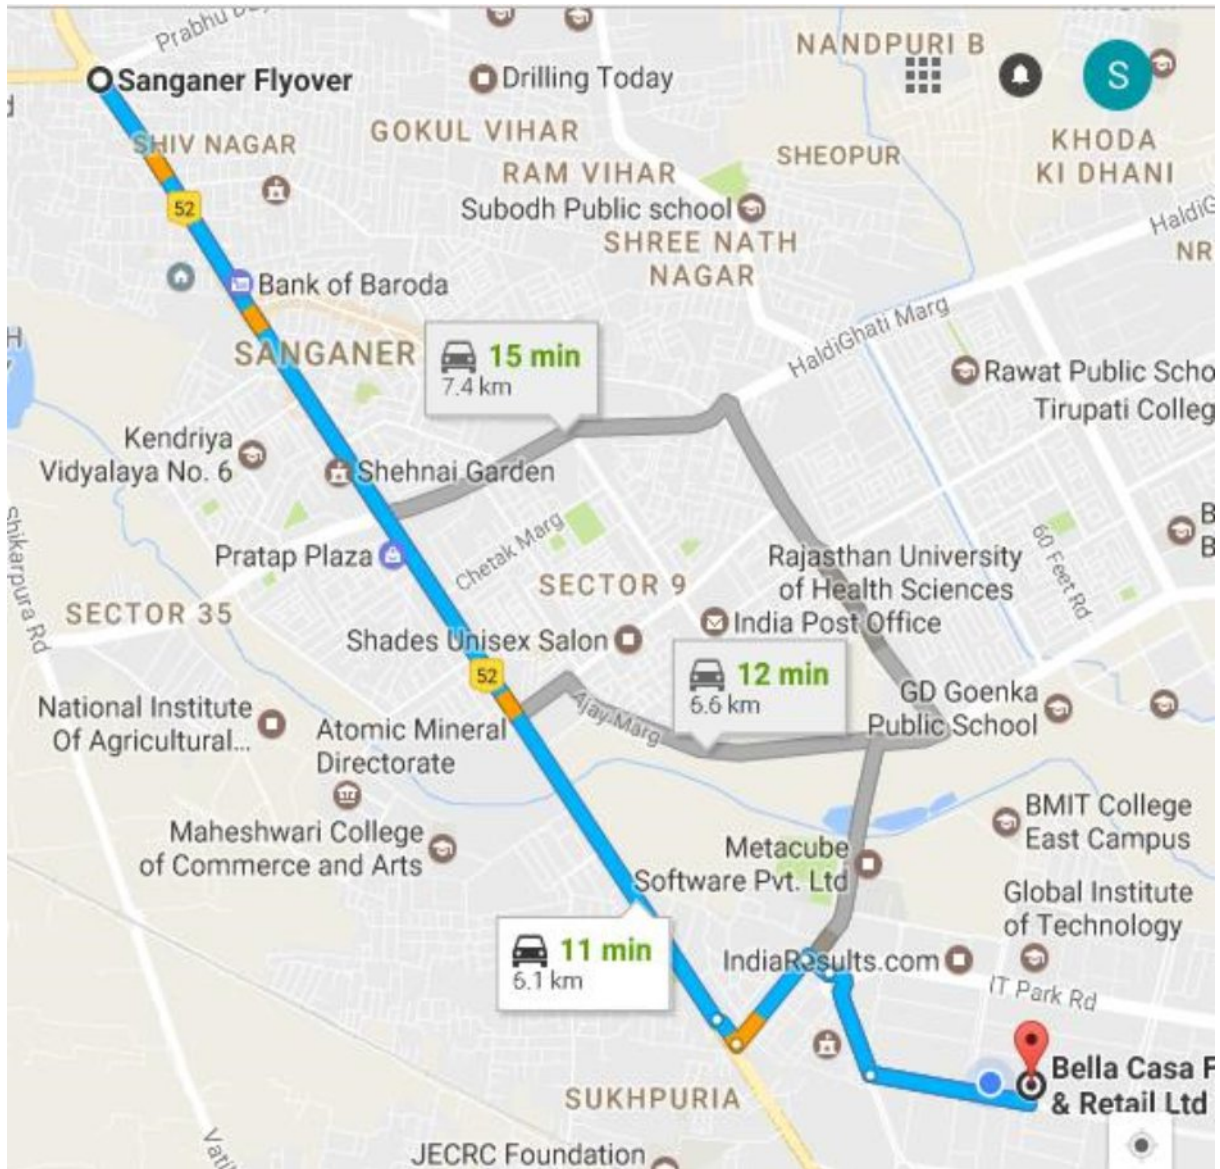 Prabhu
NANDPURI B
S
Sanganer Flyover
Drilling Today
SHIV NAGAR
GOKUL VIHAR
KHODA
KI DHANI
SHEOPUR
RAM VIHAR
Subodh Public school
52
SHREE NATH
NAGAR
HaldiG
NR
Bank of Baroda
H
HaldiGhati Marg
SANGANER
15 min
7.4 km
Rawat Public Scho
Tirupati Colleg
Kendriya
Vidyalaya No. 6
Shehnai Garden
Shikarpura Rd
Chetak Marg
Pratap Plaza
B
B
60 Feet Rd
Rajasthan University
of Health Sciences
SECTOR 9
SECTOR 35
India Post Office
Shades Unisex Salon
52
12 min
6.6 km
GD Goenka
Public School
Ajay Marg
National Institute
Of Agricultural...
Atomic Mineral
Directorate
BMIT College
East Campus
Maheshwari College
of Commerce and Arts
Metacube
Software Pvt. Ltd
Global Institute
of Technology
11 min
6.1 km
IndiaResults.com
IT Park Rd
Bella Casa F
& Retail Ltd
SUKHPURIA
Vati
JECRC Foundation